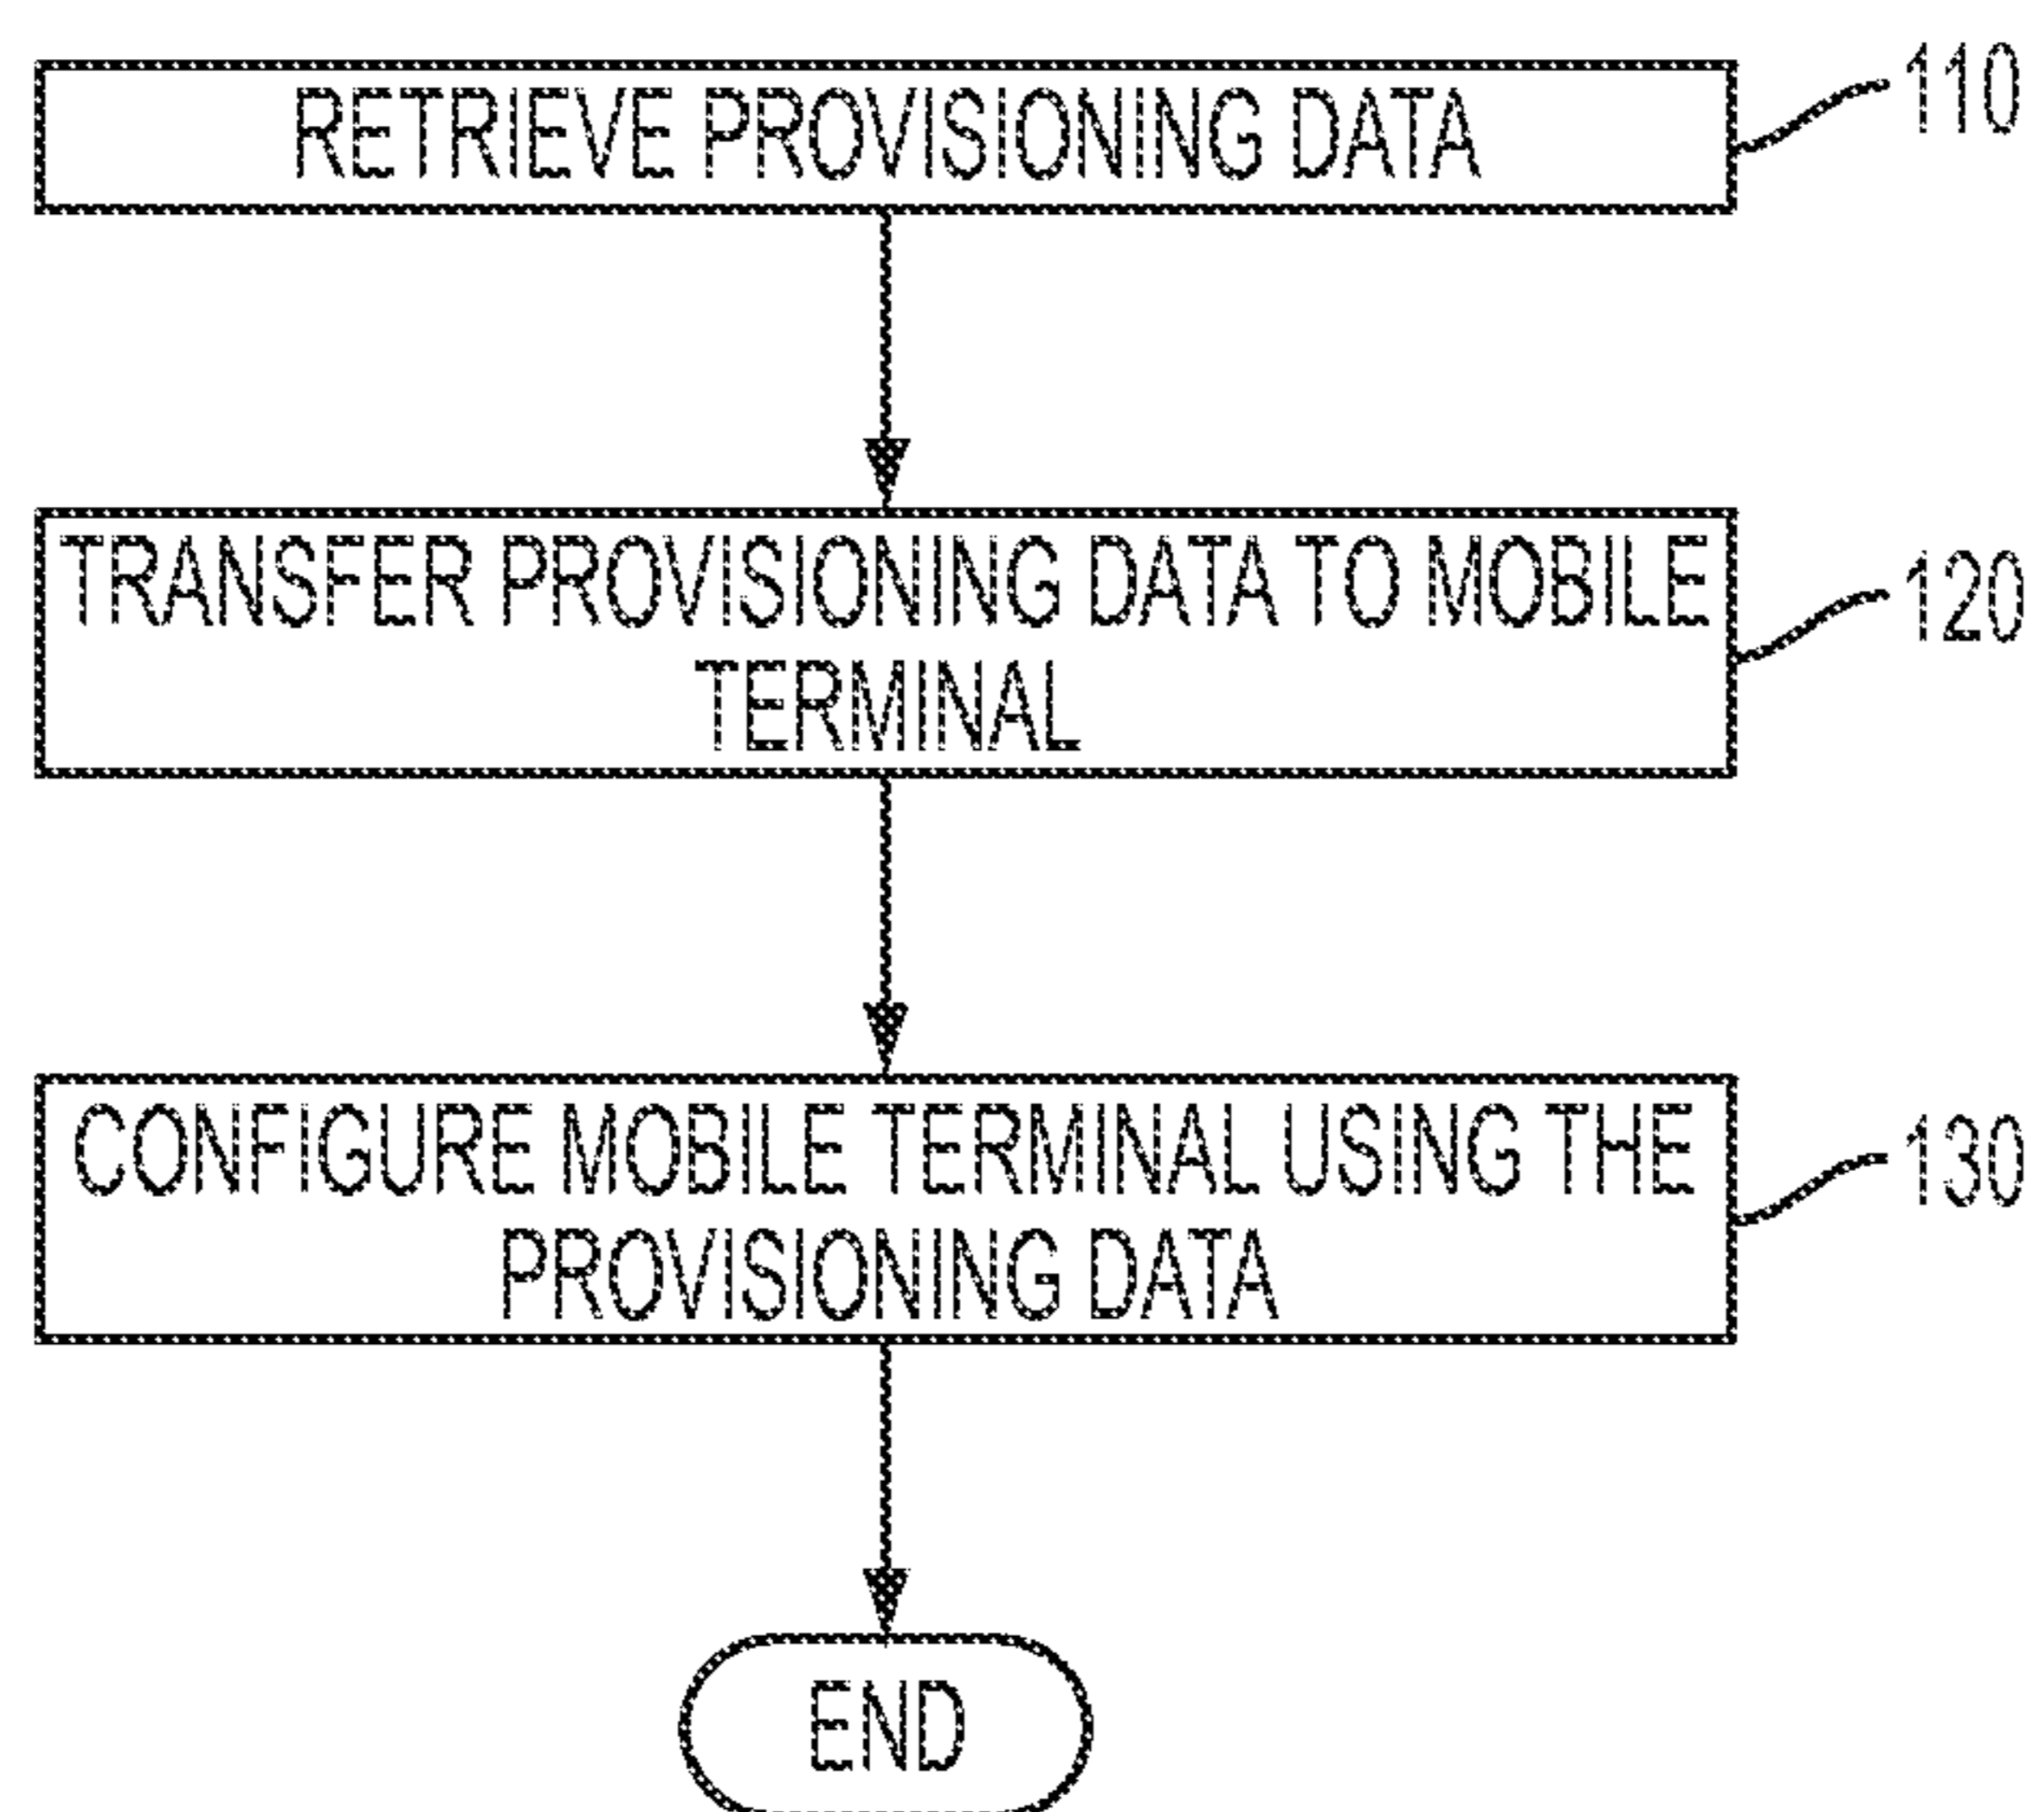 RETRIEVE PROVISIONING DATA
110
TRANSFER PROVISIONING DATA TO MOBILE
TERMINAL
120
CONFIGURE MOBILE TERMINAL USING THE
PROVISIONING DATA
130
END